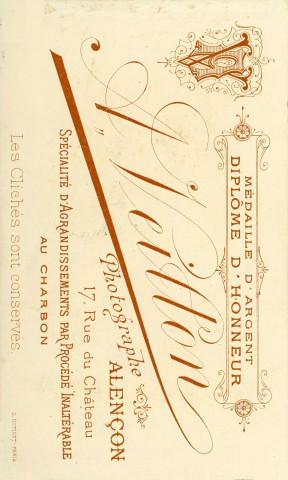 MÉDAILLE D'ARGENT
DIPLÔME D'HONNEUR
Photographe
ALENÇON
17, Rue du Château
SPÉCIALITÉ D'AGRANDISSEMENTS PAR PROCÉDÉ INALTÉRABLE
AU CHARBON
Les Clichés sont conservés